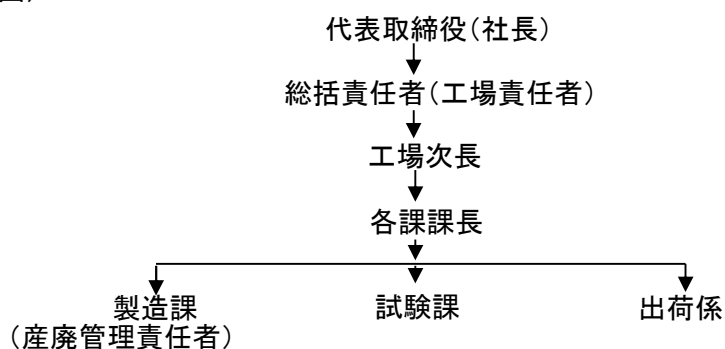 代表取締役(社長)
総括責任者(工場責任者)
工場次長
各課課長
製造課 試験課 出荷係
(産廃管理責任者)